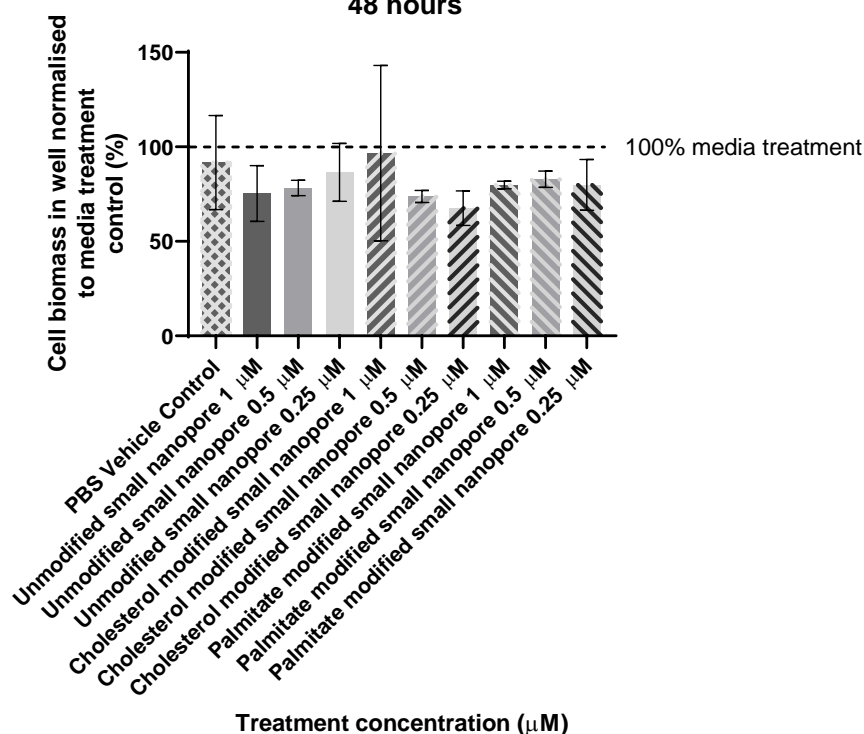 48 hours
Cell biomass in well normalised
to media treatment
control (%)
150
100
50
0
100% media treatment
PBS Vehicle Control
Unmodified small nanopore 1 μM
Unmodified small nanopore 0.5 μM
Unmodified small nanopore 0.25 μM
Cholesterol modified small nanopore 1 μM
Cholesterol modified small nanopore 0.5 μM
Cholesterol modified small nanopore 0.25 μM
Palmitate modified small nanopore 1 μM
Palmitate modified small nanopore 0.5 μM
Palmitate modified small nanopore 0.25 μM
Treatment concentration (μM)